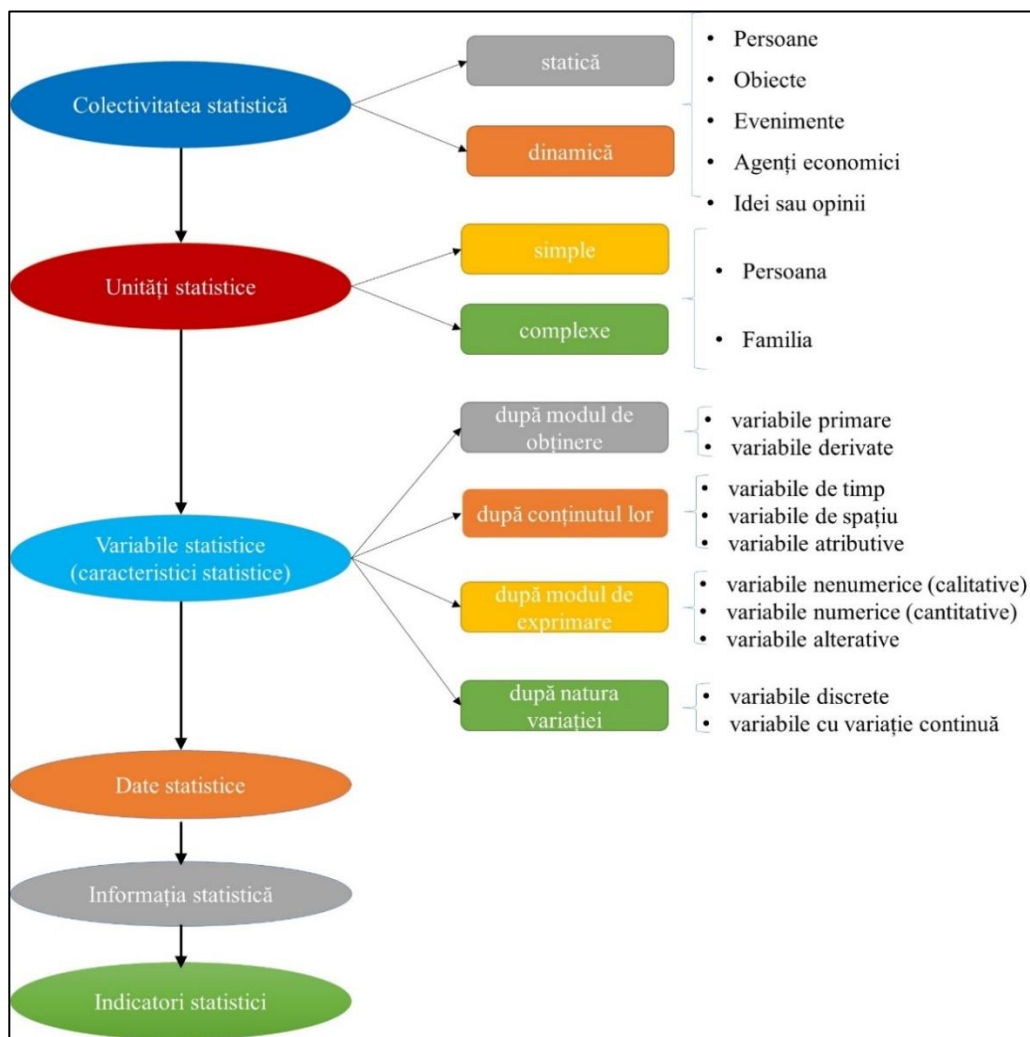 Colectivitatea statistică
statică
dinamică
• Persoane
• Obiecte
• Evenimente
• Agenți economici
• Idei sau opinii
Unități statistice
simple
complexe
• Persoana
• Familia
Variabile statistice
(caracteristici statistice)
după modul de
obținere
• variabile primare
• variabile derivate
după conținutul lor
• variabile de timp
• variabile de spațiu
• variabile atributive
după modul de
exprimare
• variabile nenumerice (calitative)
• variabile numerice (cantitative)
• variabile alterative
după natura
variației
• variabile discrete
• variabile cu variație continuă
Date statistice
Informația statistică
Indicatori statistici